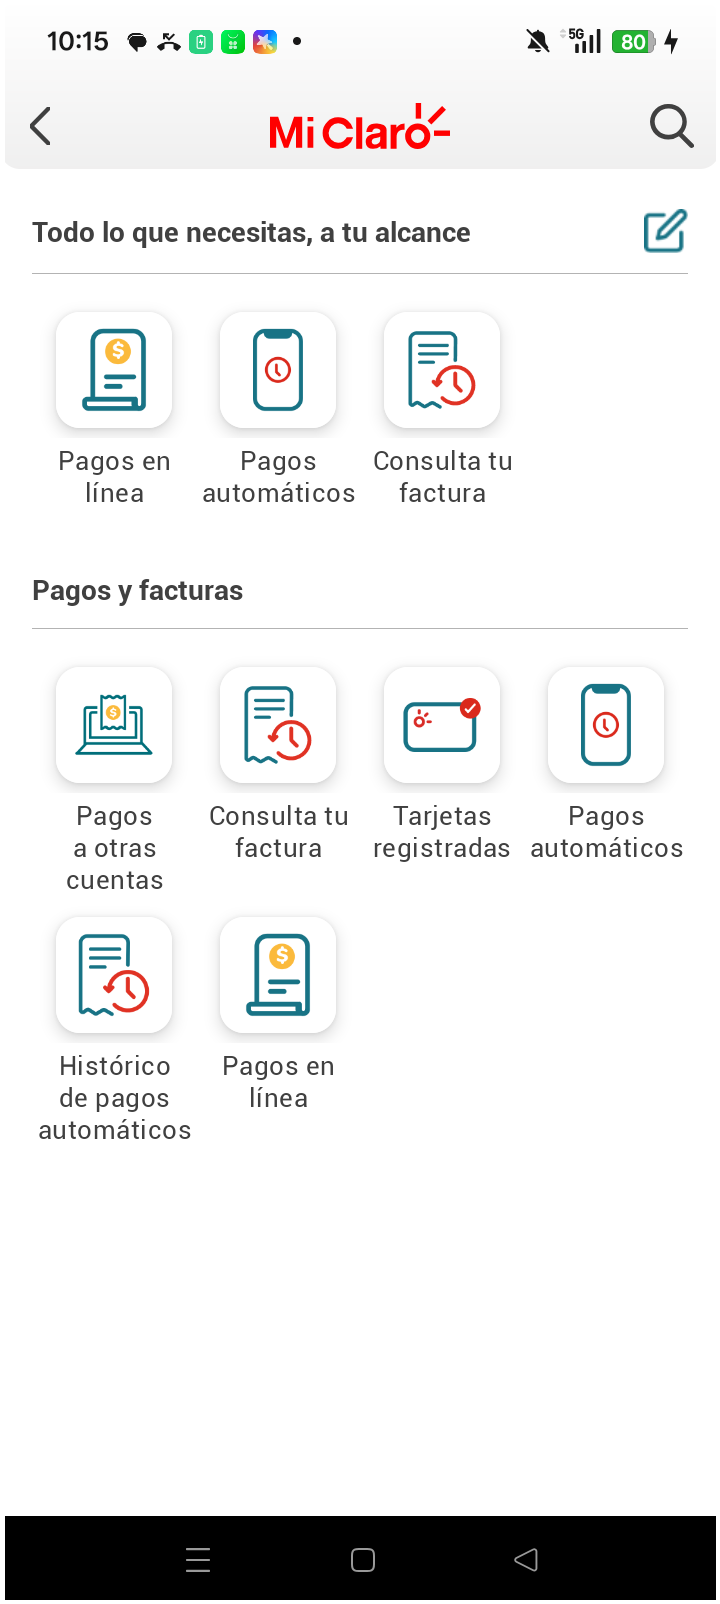 10:15
5G
80
Mi Claro
Todo lo que necesitas, a tu alcance
Pagos en
línea
Pagos
automáticos
Consulta tu
factura
Pagos y facturas
Pagos
a otras
cuentas
Consulta tu
factura
Tarjetas
registradas
Pagos
automáticos
Histórico
de pagos
automáticos
Pagos en
línea